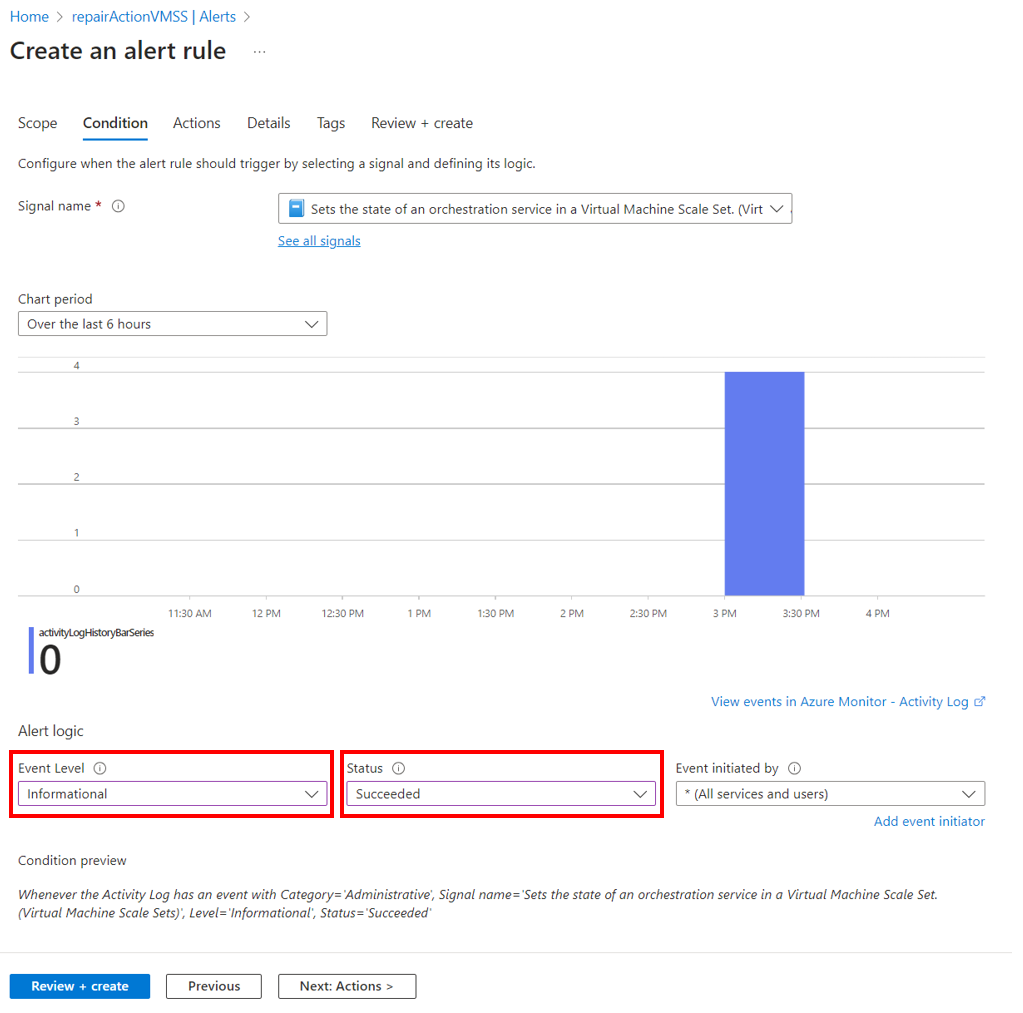 Home > repairActionVMSS | Alerts >
Create an alert rule ...
Scope Condition Actions Details Tags Review + create
Configure when the alert rule should trigger by selecting a signal and defining its logic.
Signal name *
Sets the state of an orchestration service in a Virtual Machine Scale Set. (Virt
See all signals
Chart period
Over the last 6 hours
4
3
2
1
0
11:30 AM 12 PM 12:30 PM 1 PM 1:30 PM 2 PM 2:30 PM 3 PM 3:30 PM 4 PM
activityLogHistoryBarSeries
0
View events in Azure Monitor - Activity Log
Alert logic
Event Level Status Event initiated by
Informational Succeeded * (All services and users)
Add event initiator
Condition preview
Whenever the Activity Log has an event with Category='Administrative', Signal name='Sets the state of an orchestration service in a Virtual Machine Scale Set.
(Virtual Machine Scale Sets)', Level='Informational', Status='Succeeded'
Review + create Previous Next: Actions >